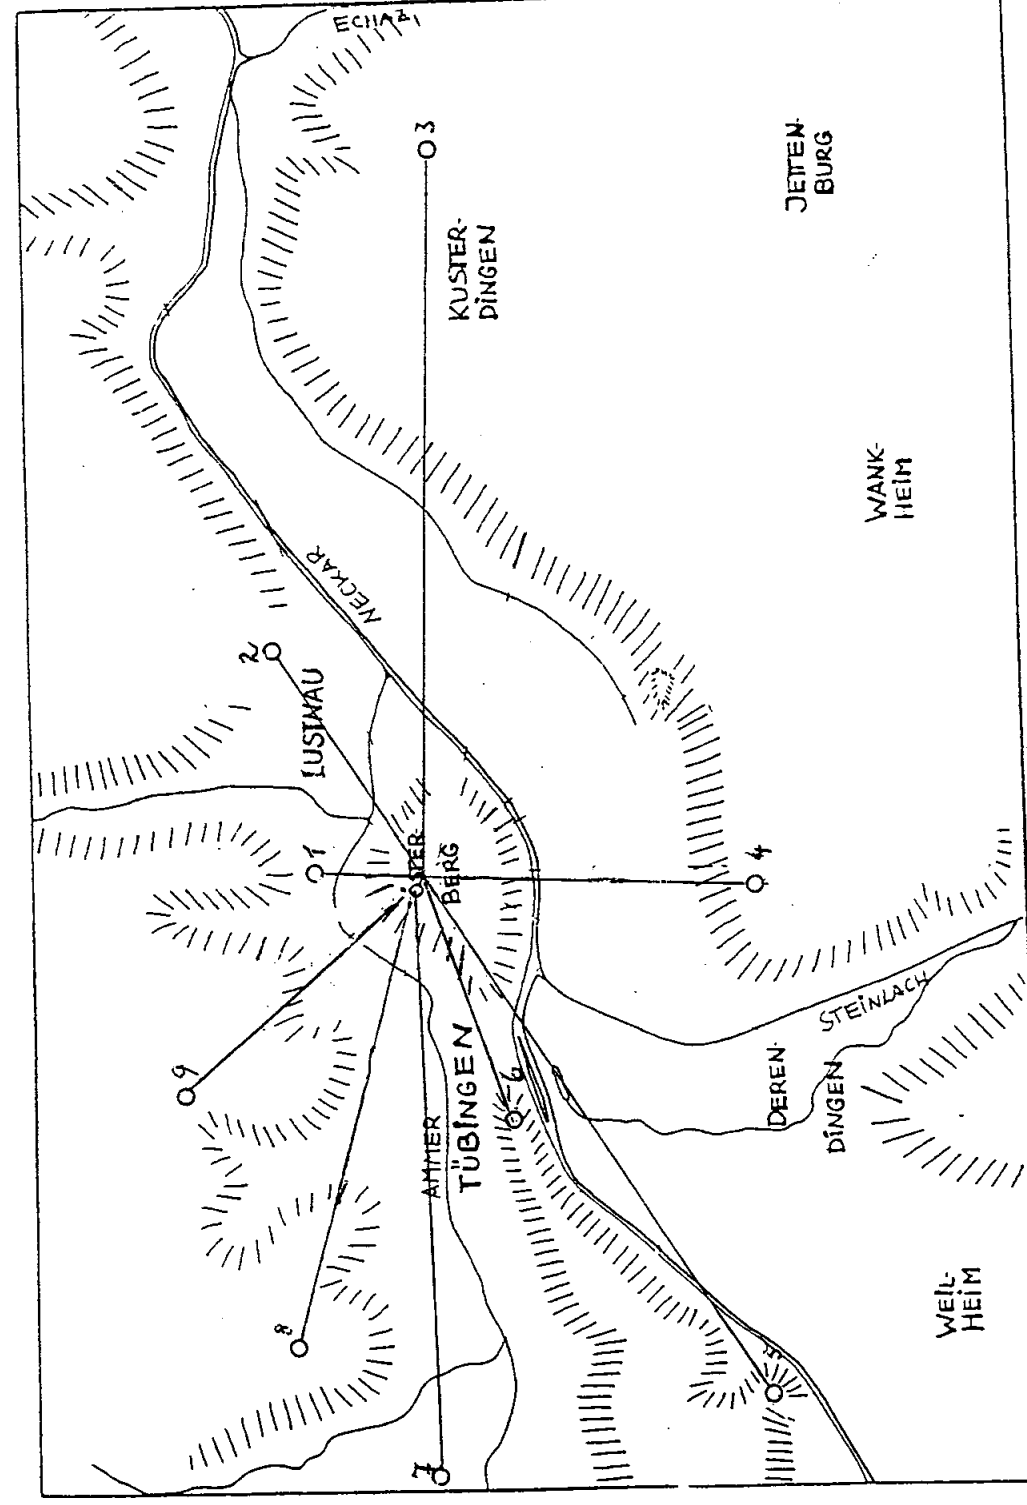 ECHAZ
3
JETTEN-
BURG
KUSTER-
DINGEN
WANK-
HEIM
NECKAR
2
LUSTNAU
1
ÖSTER-
BERG
4
STEINLACH
9
TÜBINGEN
6
DEREN-
DINGEN
AMMER
8
WEIL-
HEIM
7